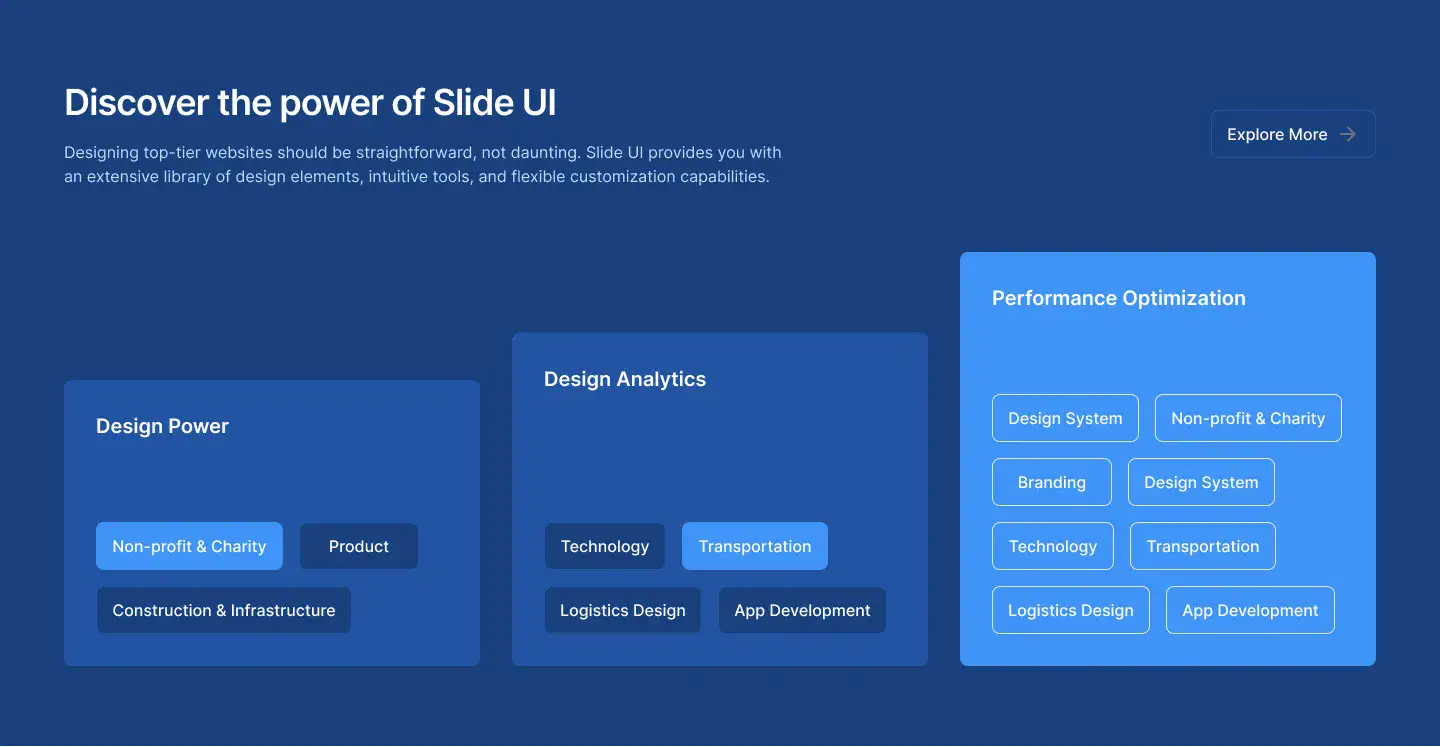 Discover the power of Slide UI
Designing top-tier websites should be straightforward, not daunting. Slide UI provides you with
an extensive library of design elements, intuitive tools, and flexible customization capabilities.
Explore More
Design Power
Non-profit & Charity
Product
Construction & Infrastructure
Design Analytics
Technology
Transportation
Logistics Design
App Development
Performance Optimization
Design System
Non-profit & Charity
Branding
Design System
Technology
Transportation
Logistics Design
App Development